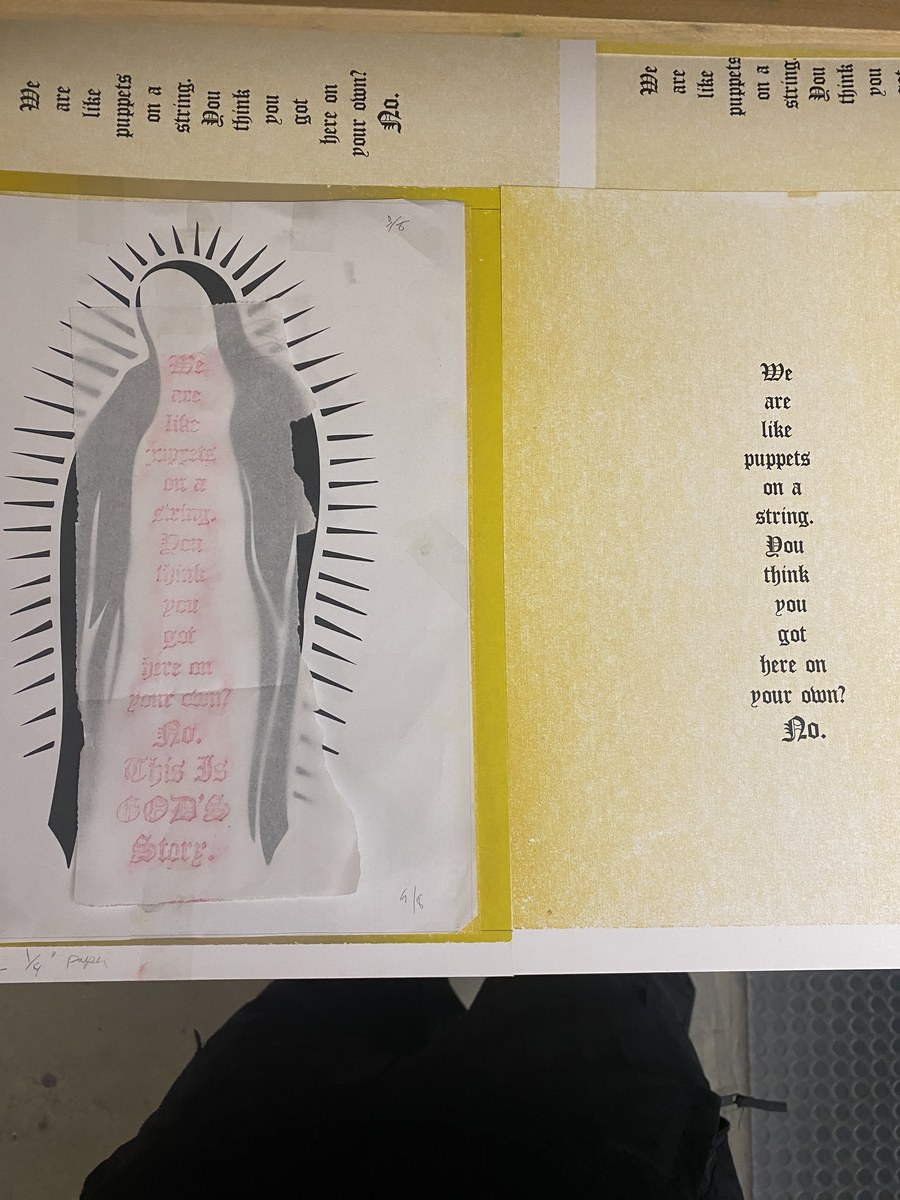 We
are
like
puppets
on a
string.
You
think
you
got
here on
your own?
No.
We
are
like
puppets
on a
string.
You
think
you
We
are
like
puppets
on a
string.
You
think
you
got
here on
your own?
No.
This Is
GOD'S
Story.
We
are
like
puppets
on a
string.
You
think
you
got
here on
your own?
No.
1/4" paper